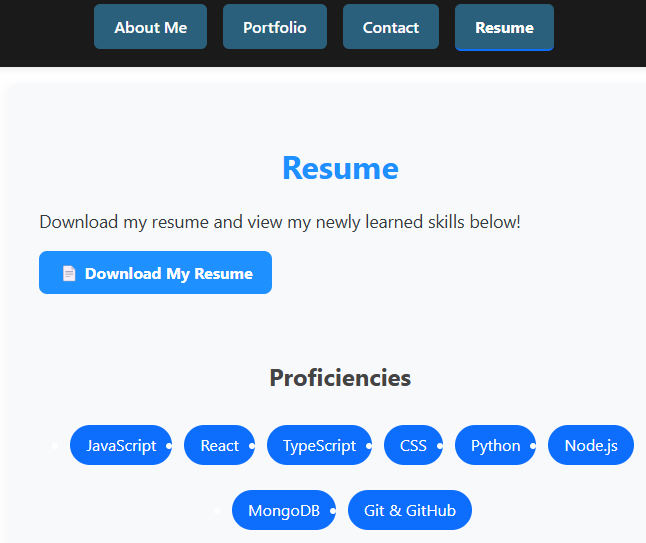 About Me Portfolio Contact Resume
Resume
Download my resume and view my newly learned skills below!
📄 Download My Resume
Proficiencies
JavaScript React TypeScript CSS Python Node.js
MongoDB Git & GitHub